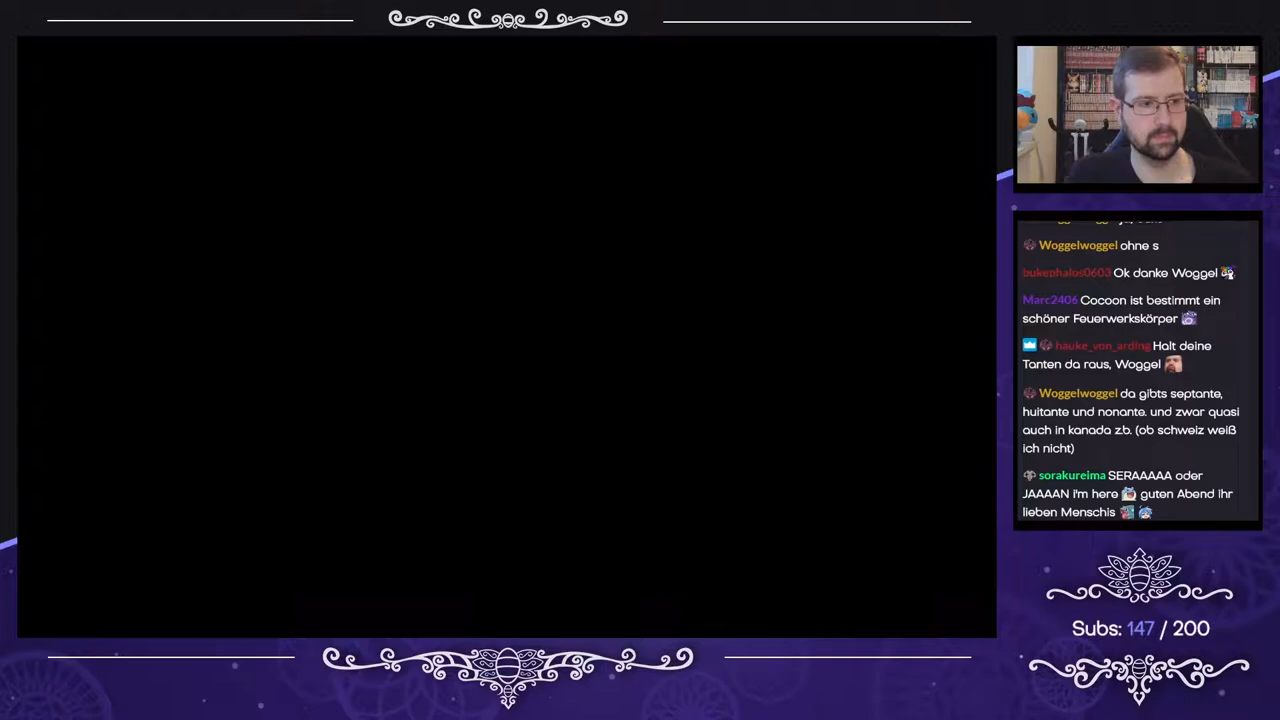 Woggelwoggel ohne s
bukephalos0603 Ok danke Woggel
Marc2406 Cocoon ist bestimmt ein
schöner Feuerwerkskörper
hauke_von_arding Halt deine
Tanten da raus, Woggel
Woggelwoggel da gibts septante,
huitante und nonante. und zwar quasi
auch in kanada z.b. (ob schweiz weiß
ich nicht)
sorakureima SERAAAAA oder
JAAAAN i'm here guten Abend ihr
lieben Menschis
Subs: 147 / 200